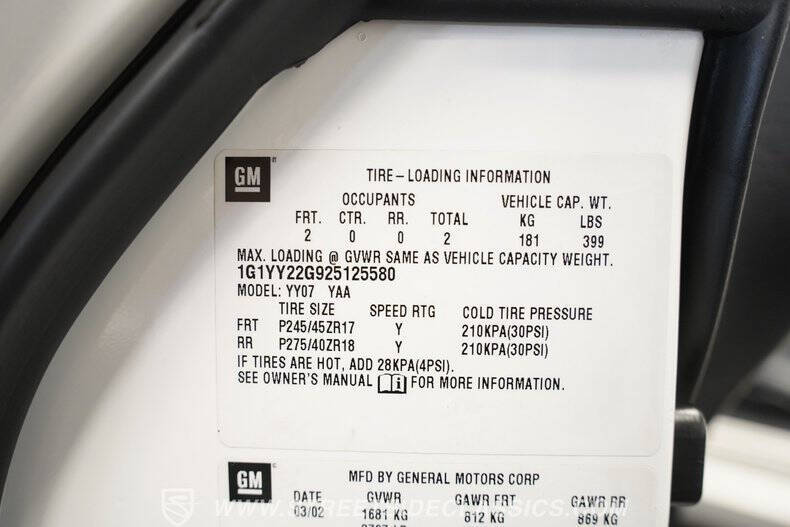 GM
TIRE-LOADING INFORMATION
OCCUPANTS VEHICLE CAP. WT.
FRT. CTR. RR. TOTAL KG LBS
2 0 0 2 181 399
MAX. LOADING @ GVWR SAME AS VEHICLE CAPACITY WEIGHT.
1G1YY22G925125580
MODEL: YY07 YAA
TIRE SIZE SPEED RTG COLD TIRE PRESSURE
FRT P245/45ZR17 Y 210KPA(30PSI)
RR P275/40ZR18 Y 210KPA(30PSI)
IF TIRES ARE HOT, ADD 28KPA(4PSI).
SEE OWNER'S MANUAL i FOR MORE INFORMATION.
GM
MFD BY GENERAL MOTORS CORP
DATE GVWR GAWR FRT GAWR RR
03/02 1681 KG 812 KG 869 KG
WWW.STREETSIDECLASSICS.COM